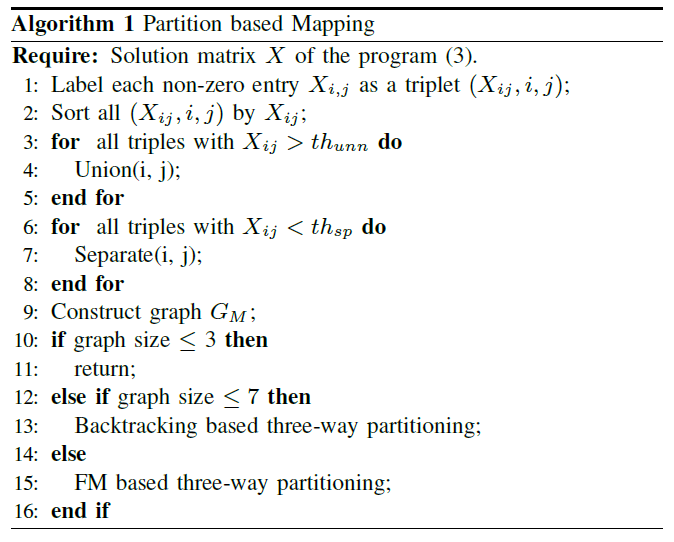 Algorithm 1 Partition based Mapping
Require: Solution matrix X of the program (3).
1: Label each non-zero entry X_{i,j} as a triplet (X_{ij}, i, j);
2: Sort all (X_{ij}, i, j) by X_{ij};
3: for all triples with X_{ij} > th_{unn} do
4: Union(i, j);
5: end for
6: for all triples with X_{ij} < th_{sp} do
7: Separate(i, j);
8: end for
9: Construct graph G_M;
10: if graph size ≤ 3 then
11: return;
12: else if graph size ≤ 7 then
13: Backtracking based three-way partitioning;
14: else
15: FM based three-way partitioning;
16: end if